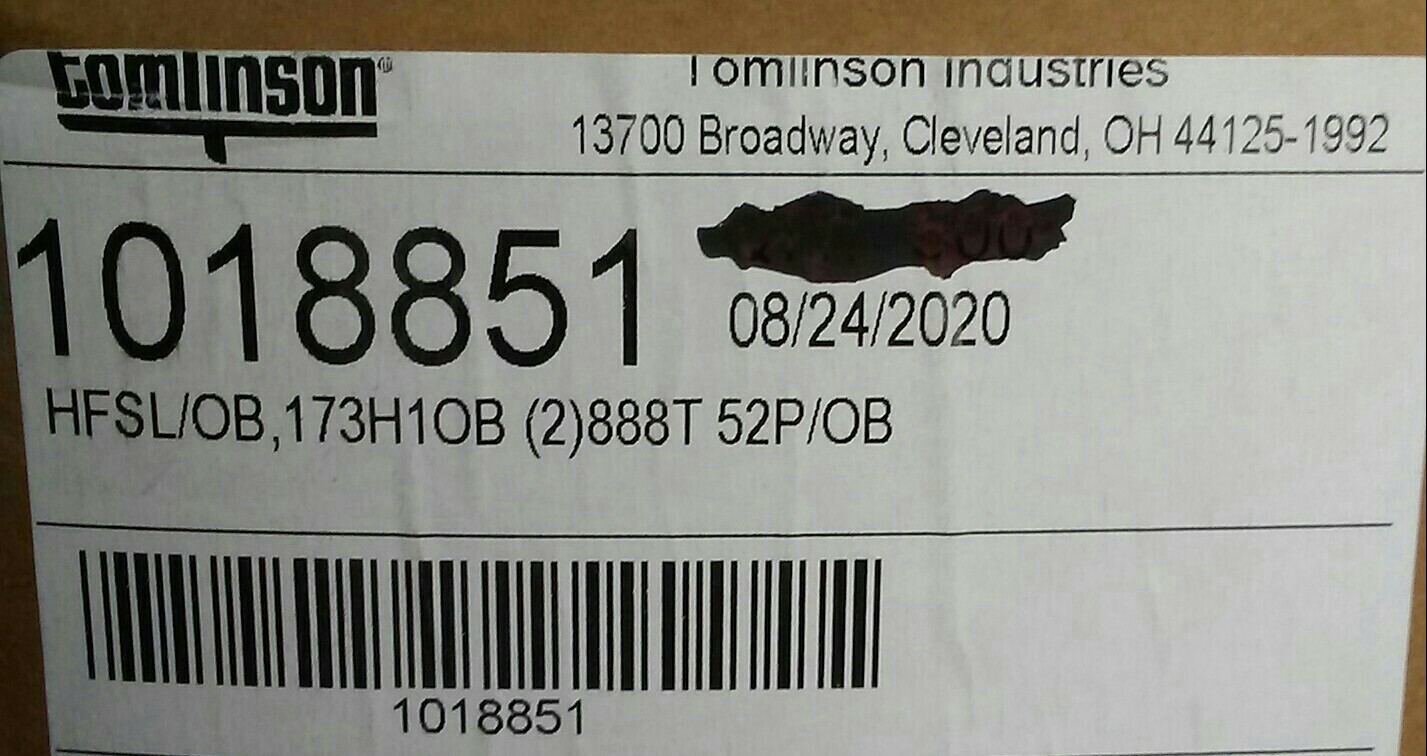 tomlinson®
Tomlinson Industries
13700 Broadway, Cleveland, OH 44125-1992
1018851
08/24/2020
HFSL/OB,173H1OB (2)888T 52P/OB
1018851